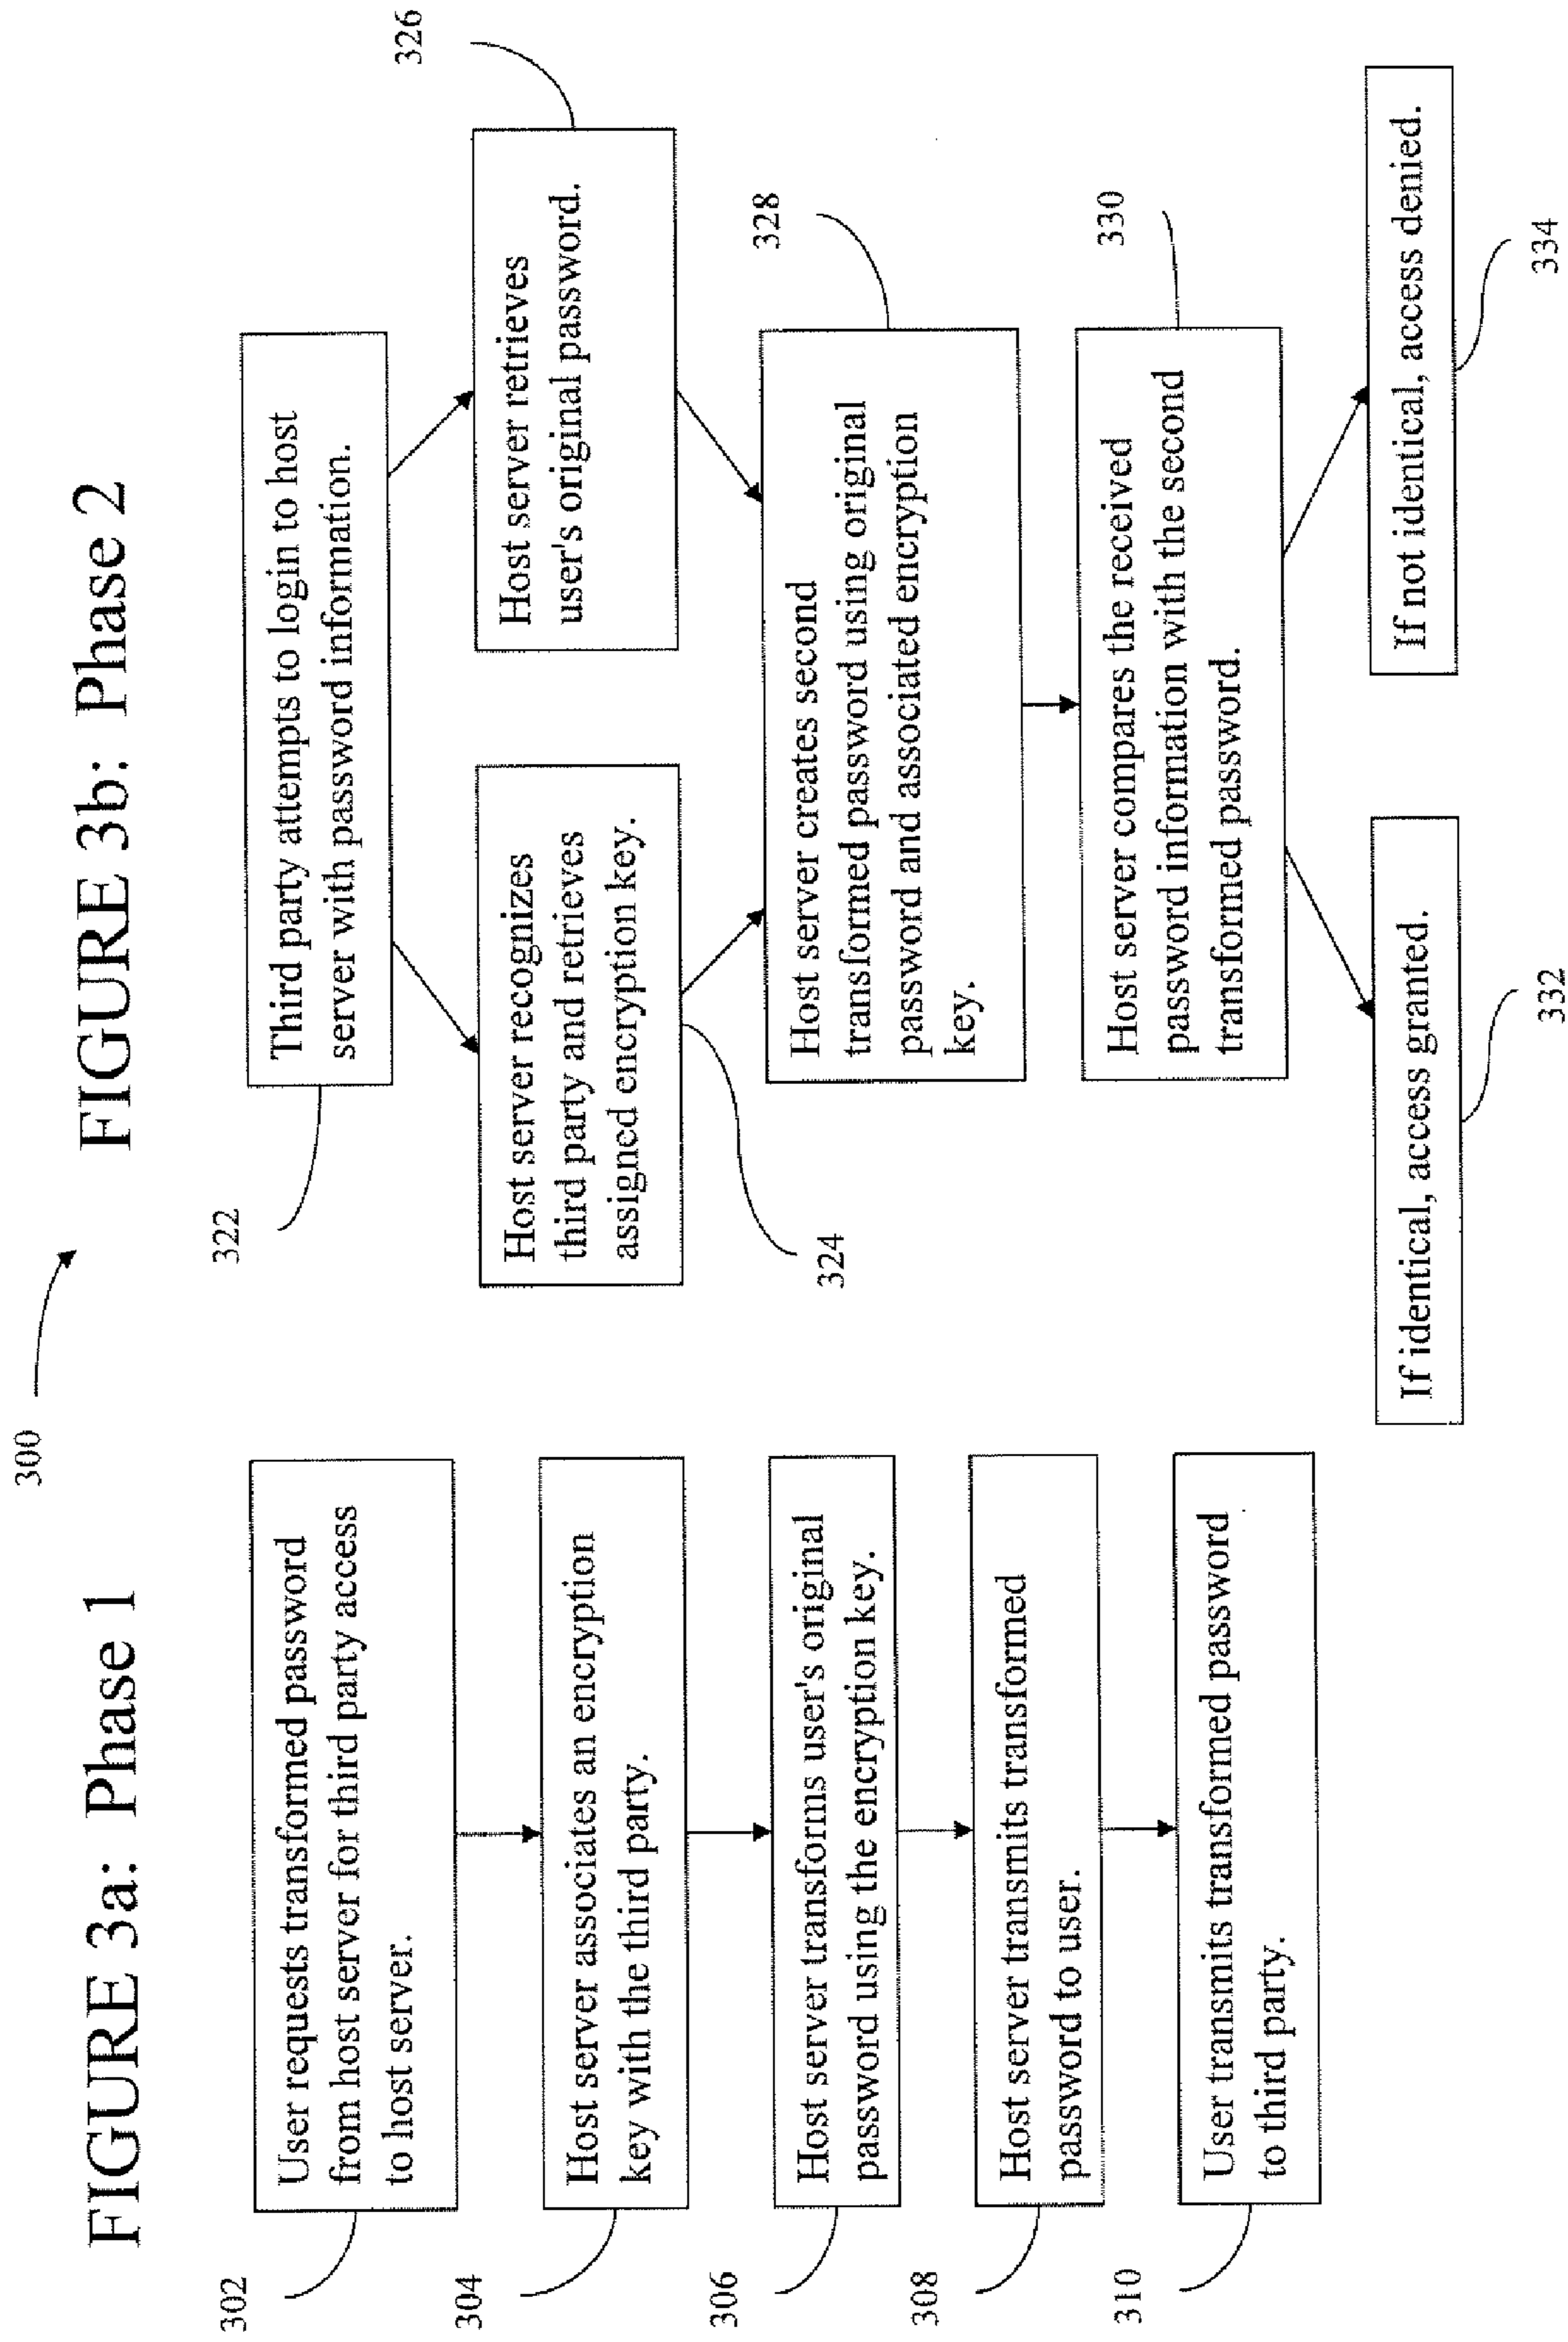 300
FIGURE 3a: Phase 1
302
User requests transformed password
from host server for third party access
to host server.
304
Host server associates an encryption
key with the third party.
306
Host server transforms user's original
password using the encryption key.
308
Host server transmits transformed
password to user.
310
User transmits transformed password
to third party.
FIGURE 3b: Phase 2
322
Third party attempts to login to host
server with password information.
324
Host server recognizes
third party and retrieves
assigned encryption key.
326
Host server retrieves
user's original password.
328
Host server creates second
transformed password using original
password and associated encryption
key.
330
Host server compares the received
password information with the second
transformed password.
332
If identical, access granted.
334
If not identical, access denied.